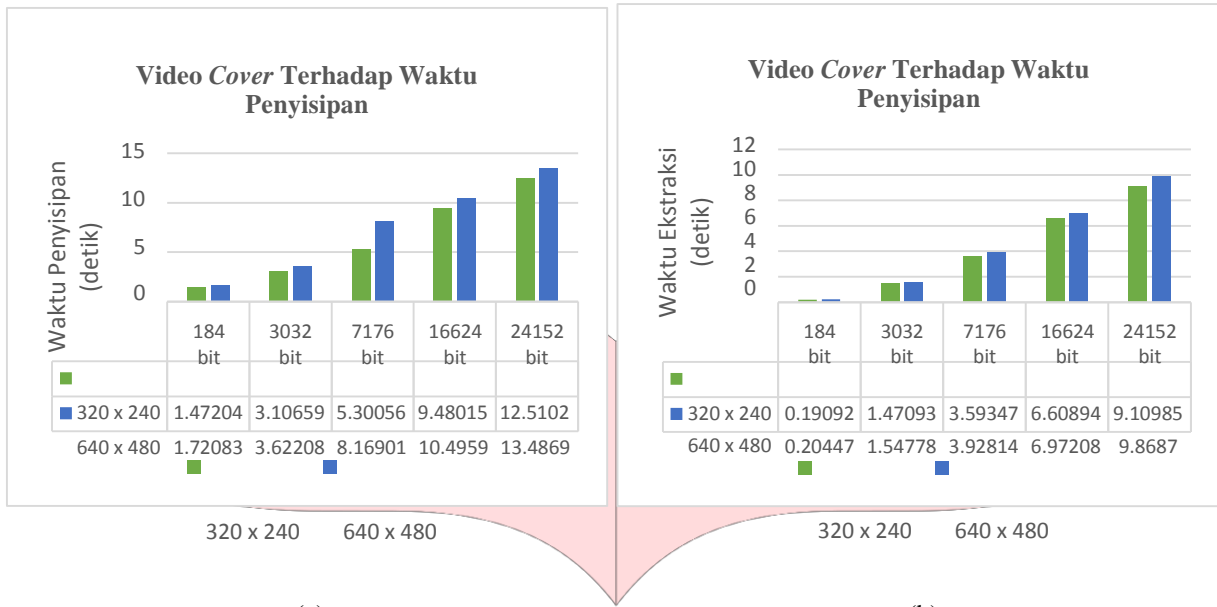 Video Cover Terhadap Waktu
Penyisipan
Waktu Penyisipan
(detik)
15
10
5
0
184
bit
3032
bit
7176
bit
16624
bit
24152
bit
320 x 240 1.47204 3.10659 5.30056 9.48015 12.5102
640 x 480 1.72083 3.62208 8.16901 10.4959 13.4869
320 x 240 640 x 480
Video Cover Terhadap Waktu
Penyisipan
Waktu Ekstraksi
(detik)
12
10
8
6
4
2
0
184
bit
3032
bit
7176
bit
16624
bit
24152
bit
320 x 240 0.19092 1.47093 3.59347 6.60894 9.10985
640 x 480 0.20447 1.54778 3.92814 6.97208 9.8687
320 x 240 640 x 480